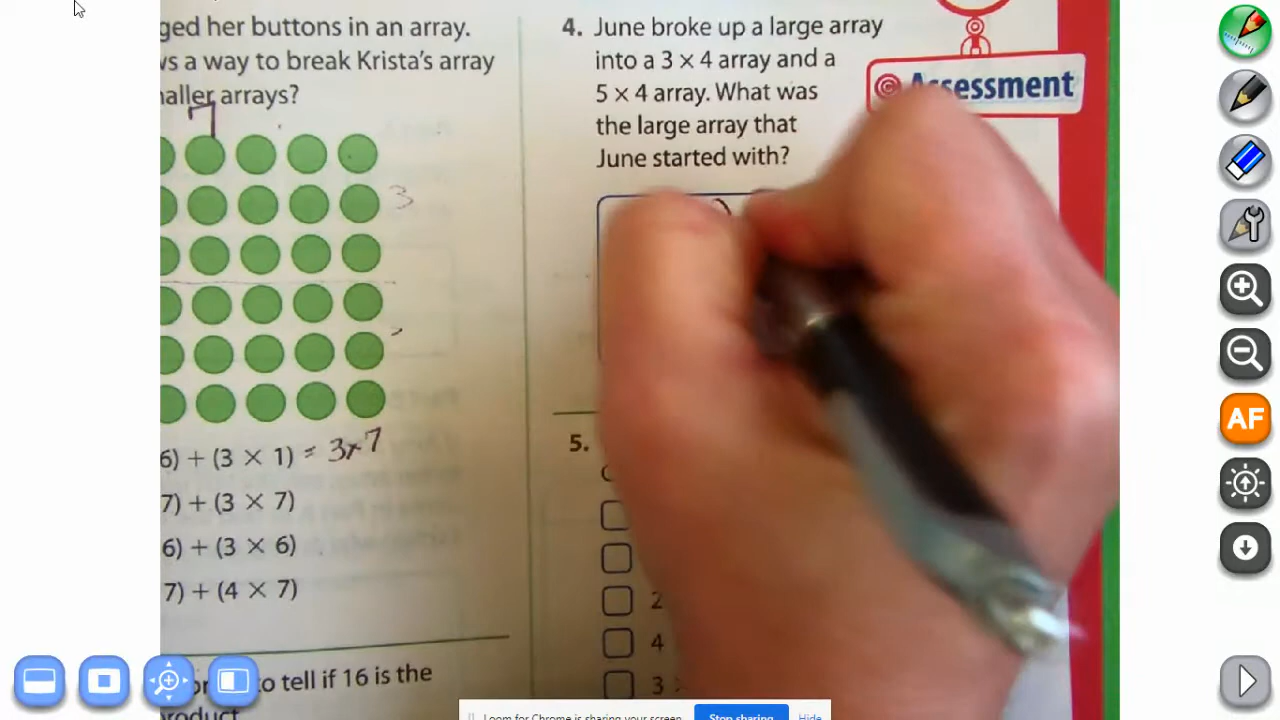 ged her buttons in an array.
vs a way to break Krista's array
aller arrays?
7
3
6) + (3 × 1) = 3×7
7) + (3 × 7)
6) + (3 × 6)
7) + (4 × 7)
to tell if 16 is the
product
4. June broke up a large array
into a 3 × 4 array and a
5 × 4 array. What was
the large array that
June started with?
Assessment
5.
2
4
3
AF
Loom for Chrome is sharing your screen.
Stop sharing
Hide